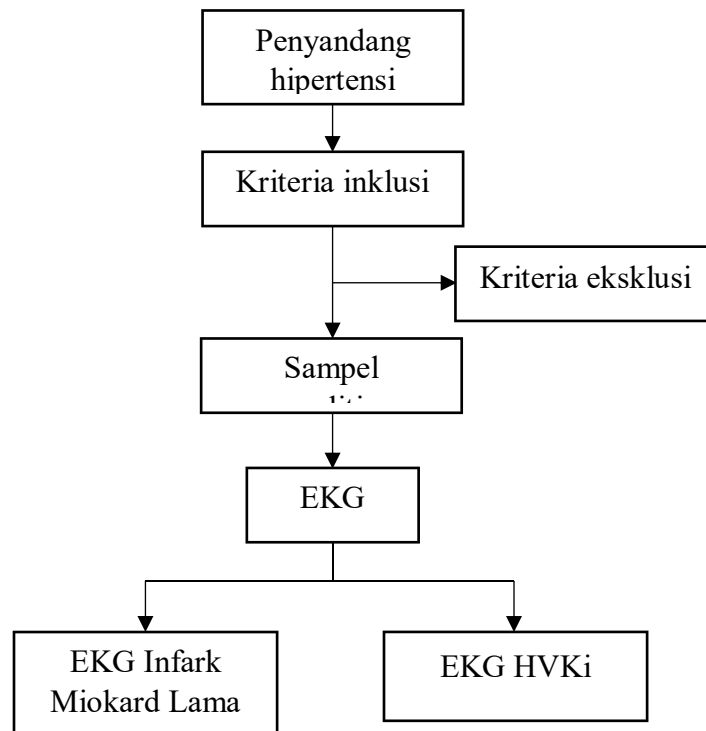 Penyandang
hipertensi
Kriteria inklusi
Kriteria eksklusi
Sampel
EKG
EKG Infark
Miokard Lama
EKG HVKi